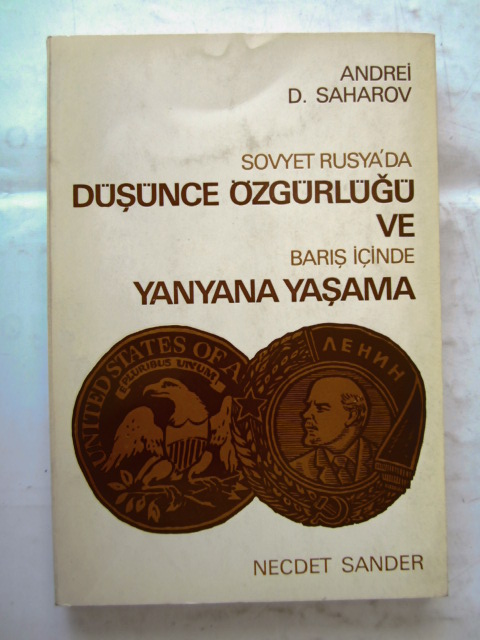 ANDREİ
D. SAHAROV
SOVYET RUSYA'DA
DÜŞÜNCE ÖZGÜRLÜĞÜ
VE
BARIŞ İÇİNDE
YANYANA YAŞAMA
UNITED STATES OF A
E PLURIBUS UNUM
ЛЕНИН
NECDET SANDER